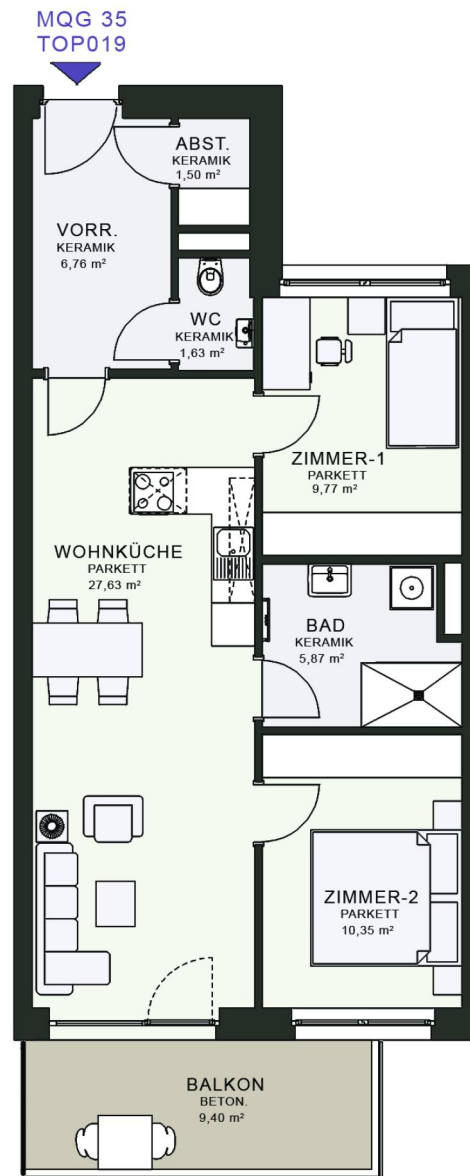 MQG 35
TOP019
ABST.
KERAMIK
1,50 m²
VORR.
KERAMIK
6,76 m²
WC
KERAMIK
1,63 m²
ZIMMER-1
PARKETT
9,77 m²
WOHNKÜCHE
PARKETT
27,63 m²
BAD
KERAMIK
5,87 m²
ZIMMER-2
PARKETT
10,35 m²
BALKON
BETON.
9,40 m²